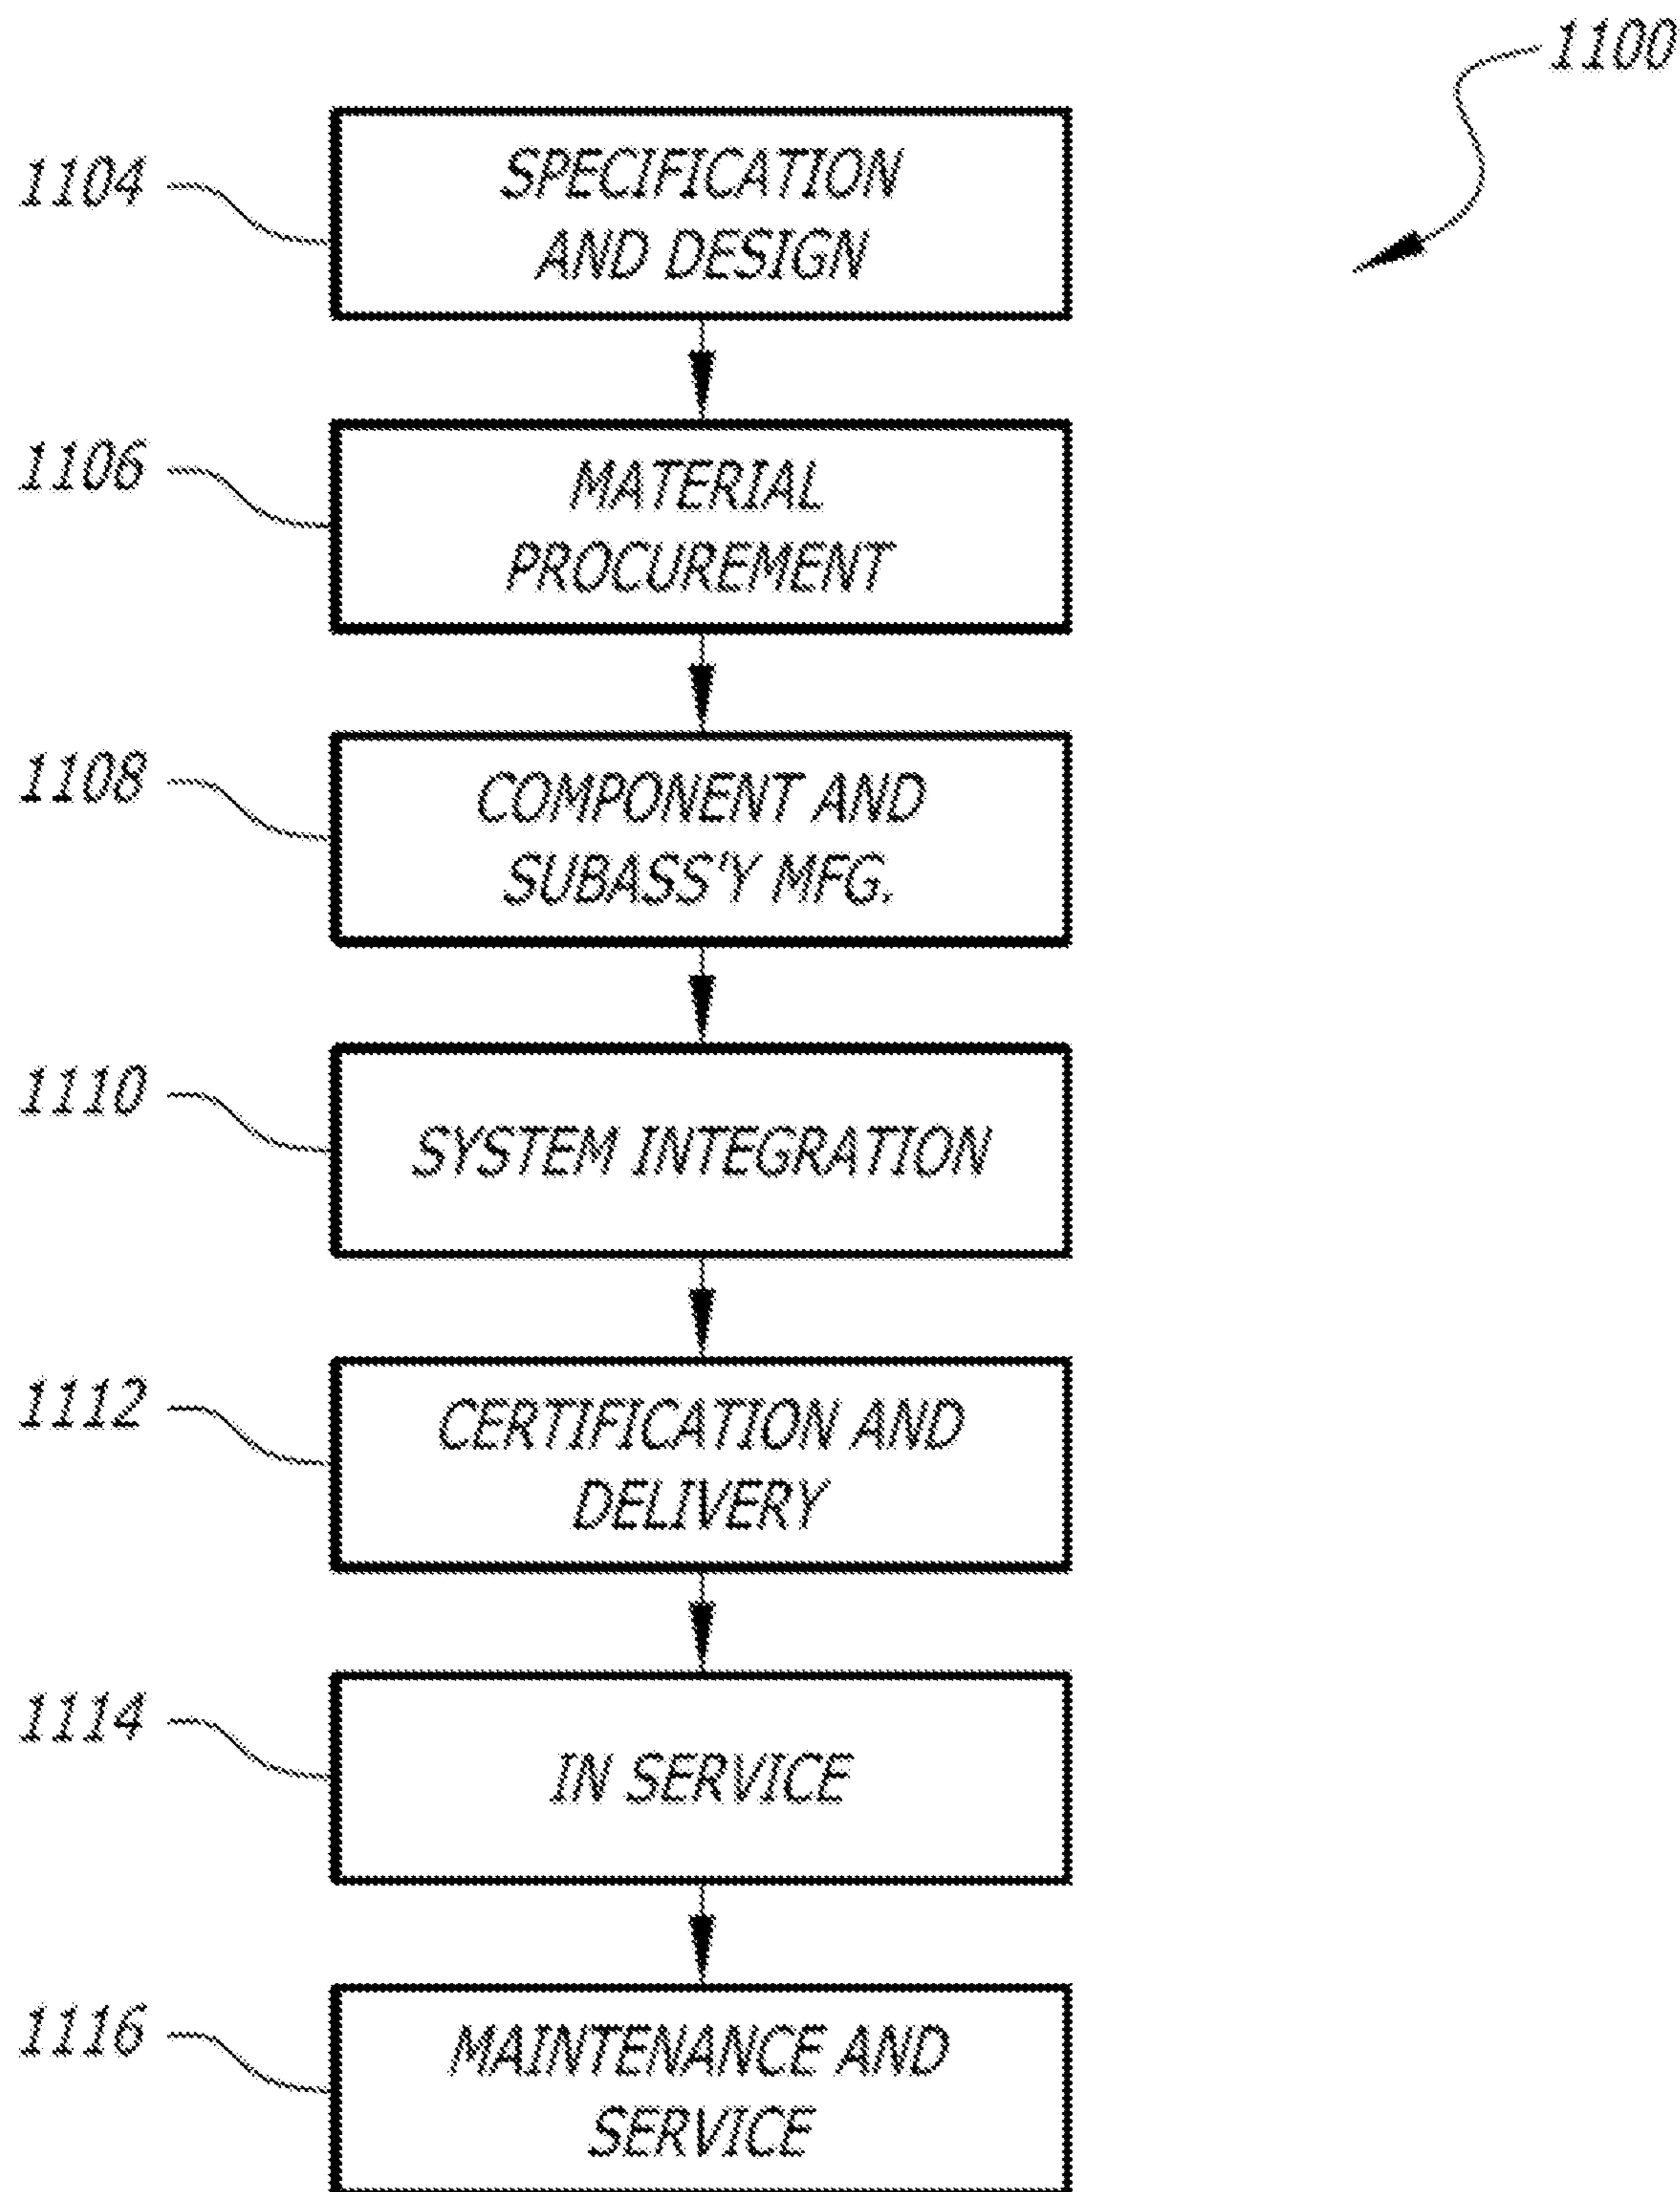 1100
1104
SPECIFICATION
AND DESIGN
1106
MATERIAL
PROCUREMENT
1108
COMPONENT AND
SUBASS'Y MFG.
1110
SYSTEM INTEGRATION
1112
CERTIFICATION AND
DELIVERY
1114
IN SERVICE
1116
MAINTENANCE AND
SERVICE